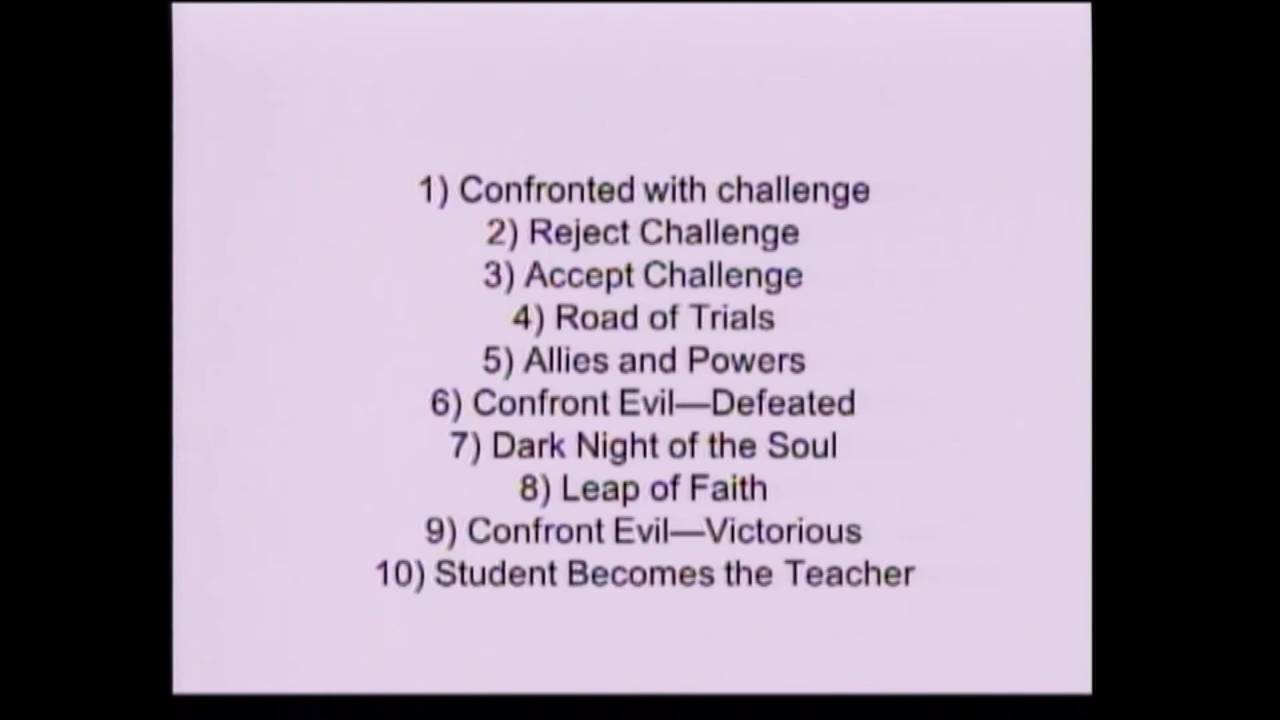 1) Confronted with challenge
2) Reject Challenge
3) Accept Challenge
4) Road of Trials
5) Allies and Powers
6) Confront Evil—Defeated
7) Dark Night of the Soul
8) Leap of Faith
9) Confront Evil—Victorious
10) Student Becomes the Teacher